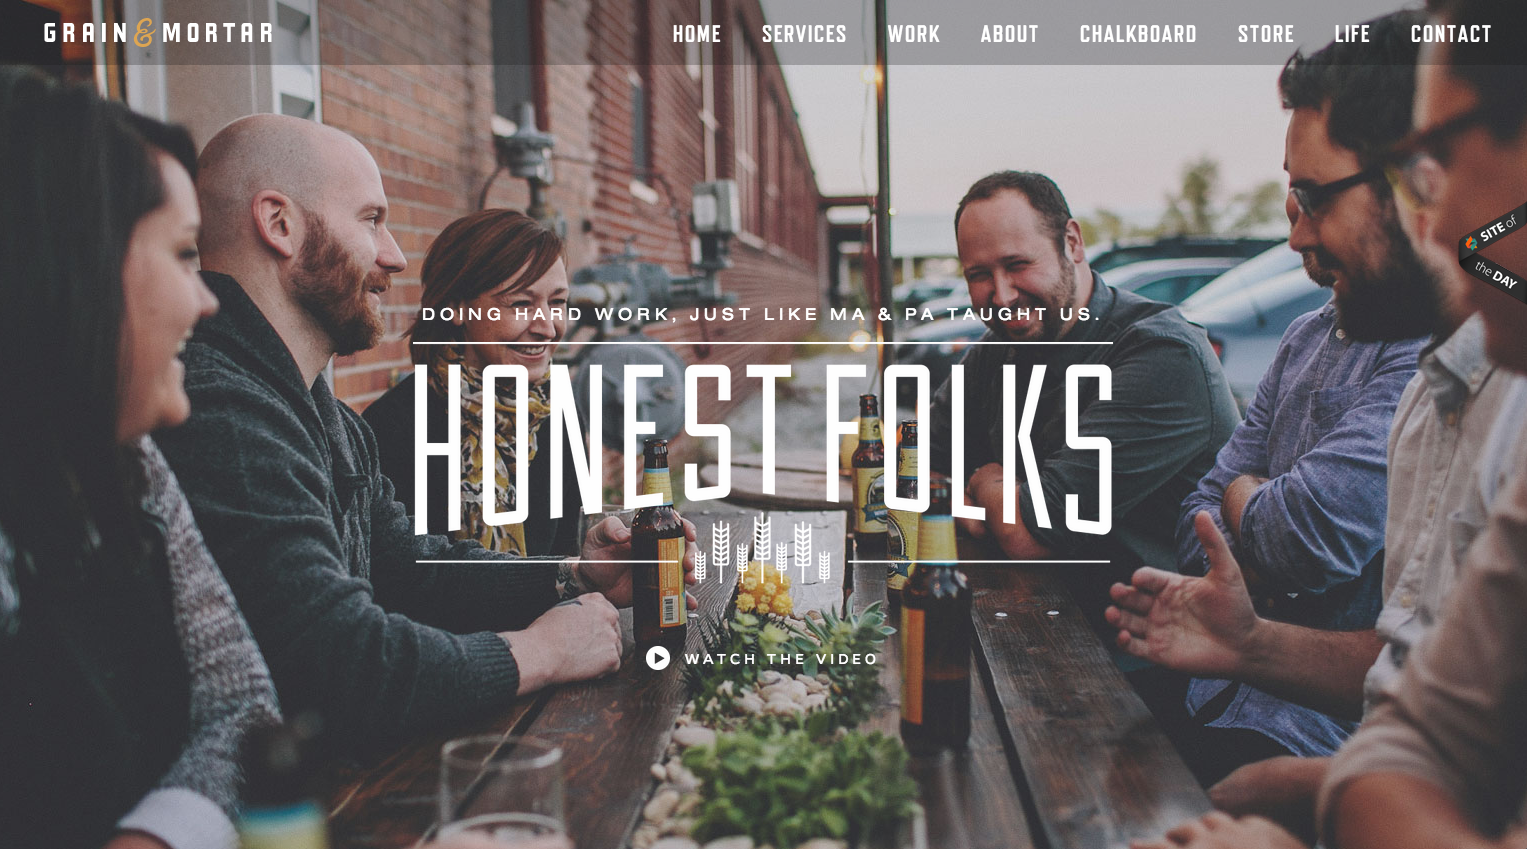 GRAIN & MORTAR
HOME SERVICES WORK ABOUT CHALKBOARD STORE LIFE CONTACT
SITE of
the DAY
DOING HARD WORK, JUST LIKE MA & PA TAUGHT US.
HONEST FOLKS
WATCH THE VIDEO